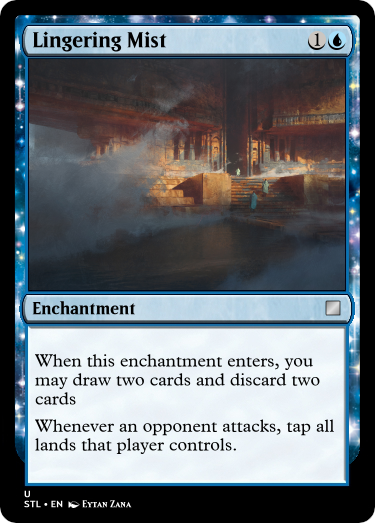 Lingering Mist 1
Enchantment
When this enchantment enters, you
may draw two cards and discard two
cards
Whenever an opponent attacks, tap all
lands that player controls.
U
STL • EN Eytan Zana